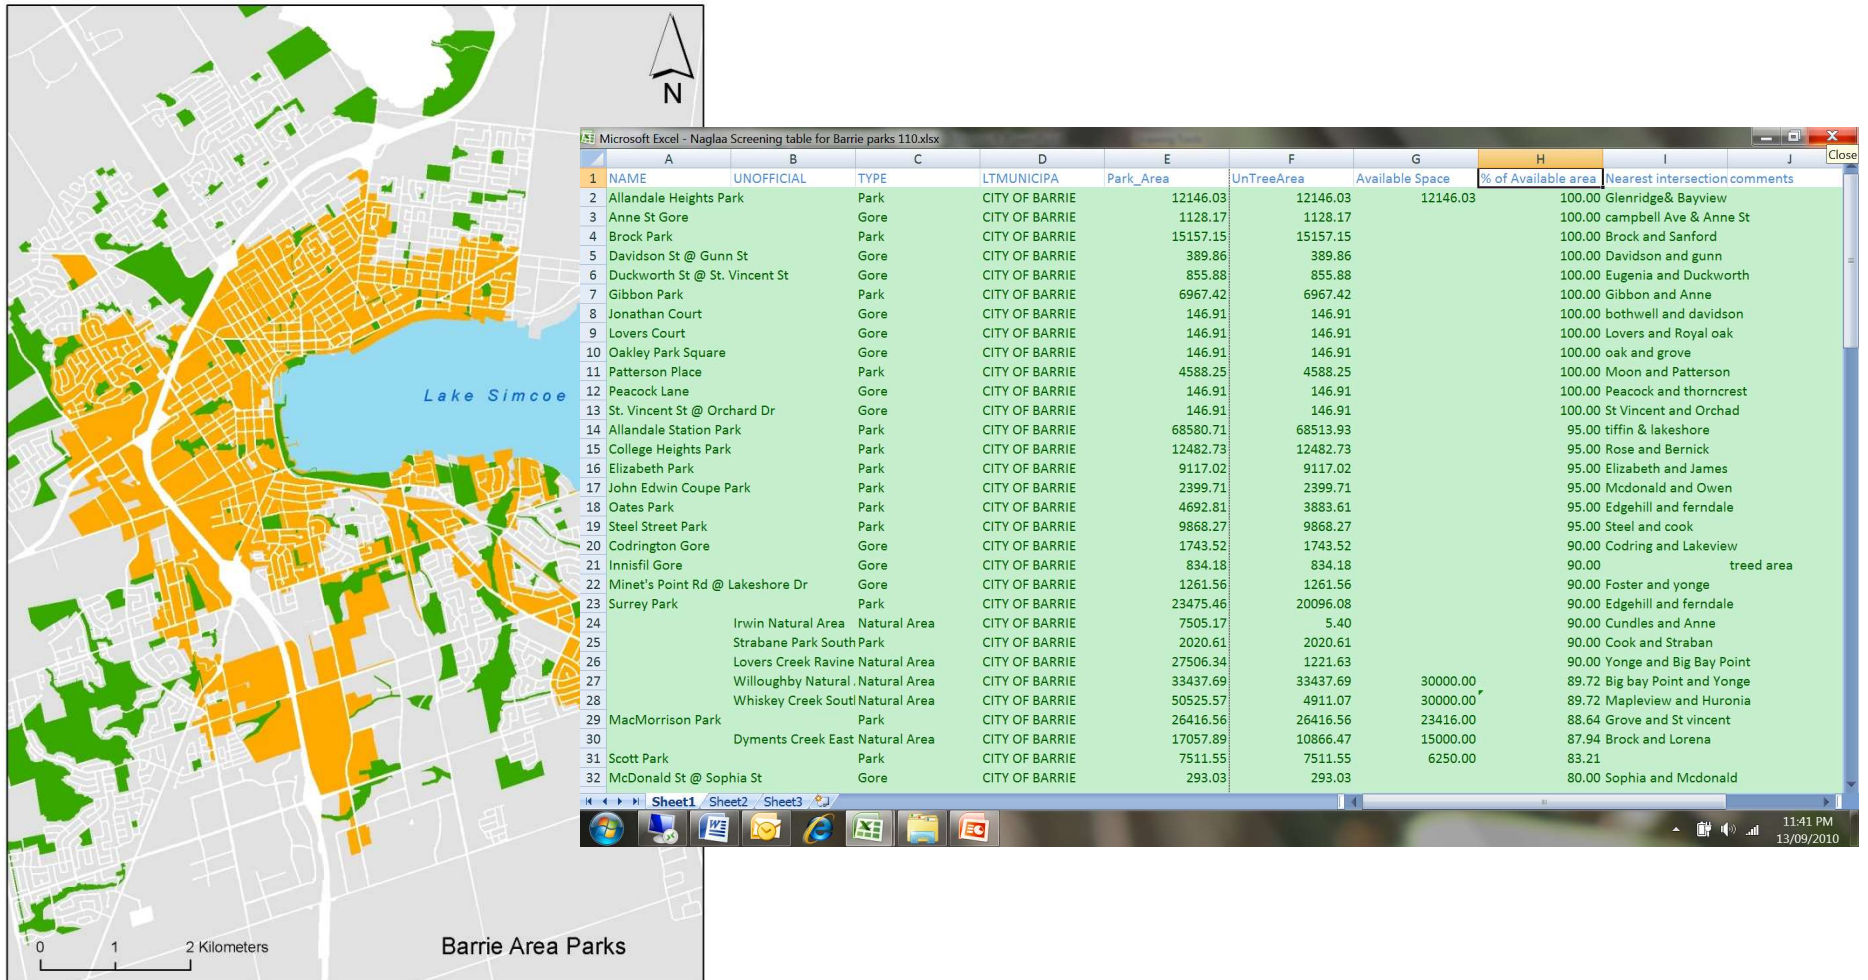 N
Lake Simcoe
0 1 2 Kilometers
Barrie Area Parks
Microsoft Excel - Naglaa Screening table for Barrie parks 110.xlsx
Close
A B C D E F G H I J
1 NAME UNOFFICIAL TYPE LTMUNICIPA Park_Area UnTreeArea Available Space % of Available area Nearest intersection comments
2 Allandale Heights Park Park CITY OF BARRIE 12146.03 12146.03 12146.03 100.00 Glenridge& Bayview
3 Anne St Gore Gore CITY OF BARRIE 1128.17 1128.17 100.00 campbell Ave & Anne St
4 Brock Park Park CITY OF BARRIE 15157.15 15157.15 100.00 Brock and Sanford
5 Davidson St @ Gunn St Gore CITY OF BARRIE 389.86 389.86 100.00 Davidson and gunn
6 Duckworth St @ St. Vincent St Gore CITY OF BARRIE 855.88 855.88 100.00 Eugenia and Duckworth
7 Gibbon Park Park CITY OF BARRIE 6967.42 6967.42 100.00 Gibbon and Anne
8 Jonathan Court Gore CITY OF BARRIE 146.91 146.91 100.00 bothwell and davidson
9 Lovers Court Gore CITY OF BARRIE 146.91 146.91 100.00 Lovers and Royal oak
10 Oakley Park Square Gore CITY OF BARRIE 146.91 146.91 100.00 oak and grove
11 Patterson Place Park CITY OF BARRIE 4588.25 4588.25 100.00 Moon and Patterson
12 Peacock Lane Gore CITY OF BARRIE 146.91 146.91 100.00 Peacock and thorncrest
13 St. Vincent St @ Orchard Dr Gore CITY OF BARRIE 146.91 146.91 100.00 St Vincent and Orchad
14 Allandale Station Park Park CITY OF BARRIE 68580.71 68513.93 95.00 tiffin & lakeshore
15 College Heights Park Park CITY OF BARRIE 12482.73 12482.73 95.00 Rose and Bernick
16 Elizabeth Park Park CITY OF BARRIE 9117.02 9117.02 95.00 Elizabeth and James
17 John Edwin Coupe Park Park CITY OF BARRIE 2399.71 2399.71 95.00 Mcdonald and Owen
18 Oates Park Park CITY OF BARRIE 4692.81 3883.61 95.00 Edgehill and ferndale
19 Steel Street Park Park CITY OF BARRIE 9868.27 9868.27 95.00 Steel and cook
20 Codrington Gore Gore CITY OF BARRIE 1743.52 1743.52 90.00 Codring and Lakeview
21 Innisfil Gore Gore CITY OF BARRIE 834.18 834.18 90.00 treed area
22 Minet's Point Rd @ Lakeshore Dr Gore CITY OF BARRIE 1261.56 1261.56 90.00 Foster and yonge
23 Surrey Park Park CITY OF BARRIE 23475.46 20096.08 90.00 Edgehill and ferndale
24 Irwin Natural Area Natural Area CITY OF BARRIE 7505.17 5.40 90.00 Cundles and Anne
25 Strabane Park South Park CITY OF BARRIE 2020.61 2020.61 90.00 Cook and Straban
26 Lovers Creek Ravine Natural Area CITY OF BARRIE 27506.34 1221.63 90.00 Yonge and Big Bay Point
27 Willoughby Natural Natural Area CITY OF BARRIE 33437.69 33437.69 30000.00 89.72 Big bay Point and Yonge
28 Whiskey Creek Sout Natural Area CITY OF BARRIE 50525.57 4911.07 30000.00 89.72 Mapleview and Huronia
29 MacMorrison Park Park CITY OF BARRIE 26416.56 26416.56 23416.00 88.64 Grove and St vincent
30 Dyments Creek East Natural Area CITY OF BARRIE 17057.89 10866.47 15000.00 87.94 Brock and Lorena
31 Scott Park Park CITY OF BARRIE 7511.55 7511.55 6250.00 83.21
32 McDonald St @ Sophia St Gore CITY OF BARRIE 293.03 293.03 80.00 Sophia and Mcdonald
Sheet1 Sheet2 Sheet3
11:41 PM
13/09/2010